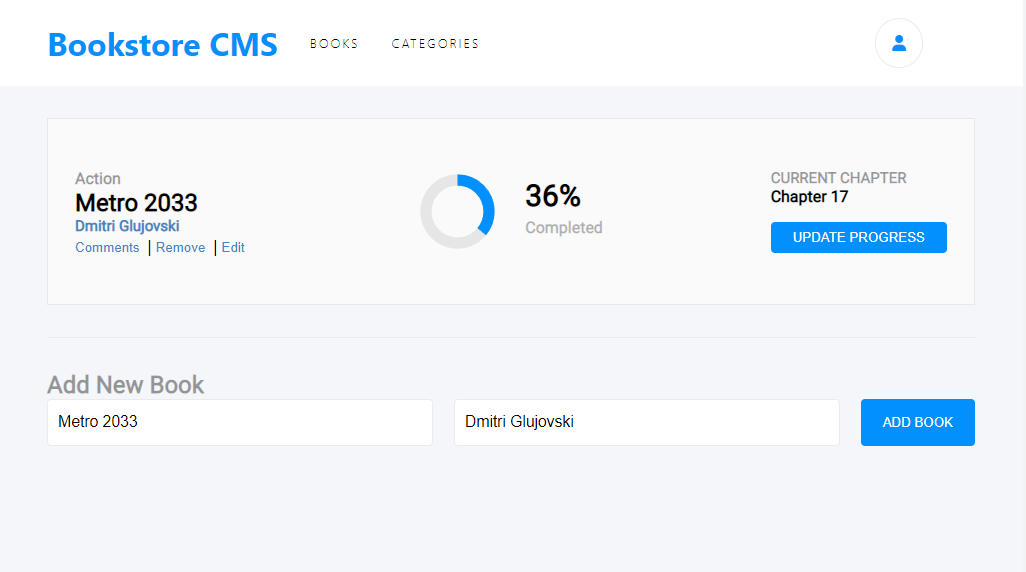 Bookstore CMS BOOKS CATEGORIES
Action
Metro 2033
Dmitri Glujovski
Comments | Remove | Edit
36%
Completed
CURRENT CHAPTER
Chapter 17
UPDATE PROGRESS
Add New Book
Metro 2033 Dmitri Glujovski ADD BOOK